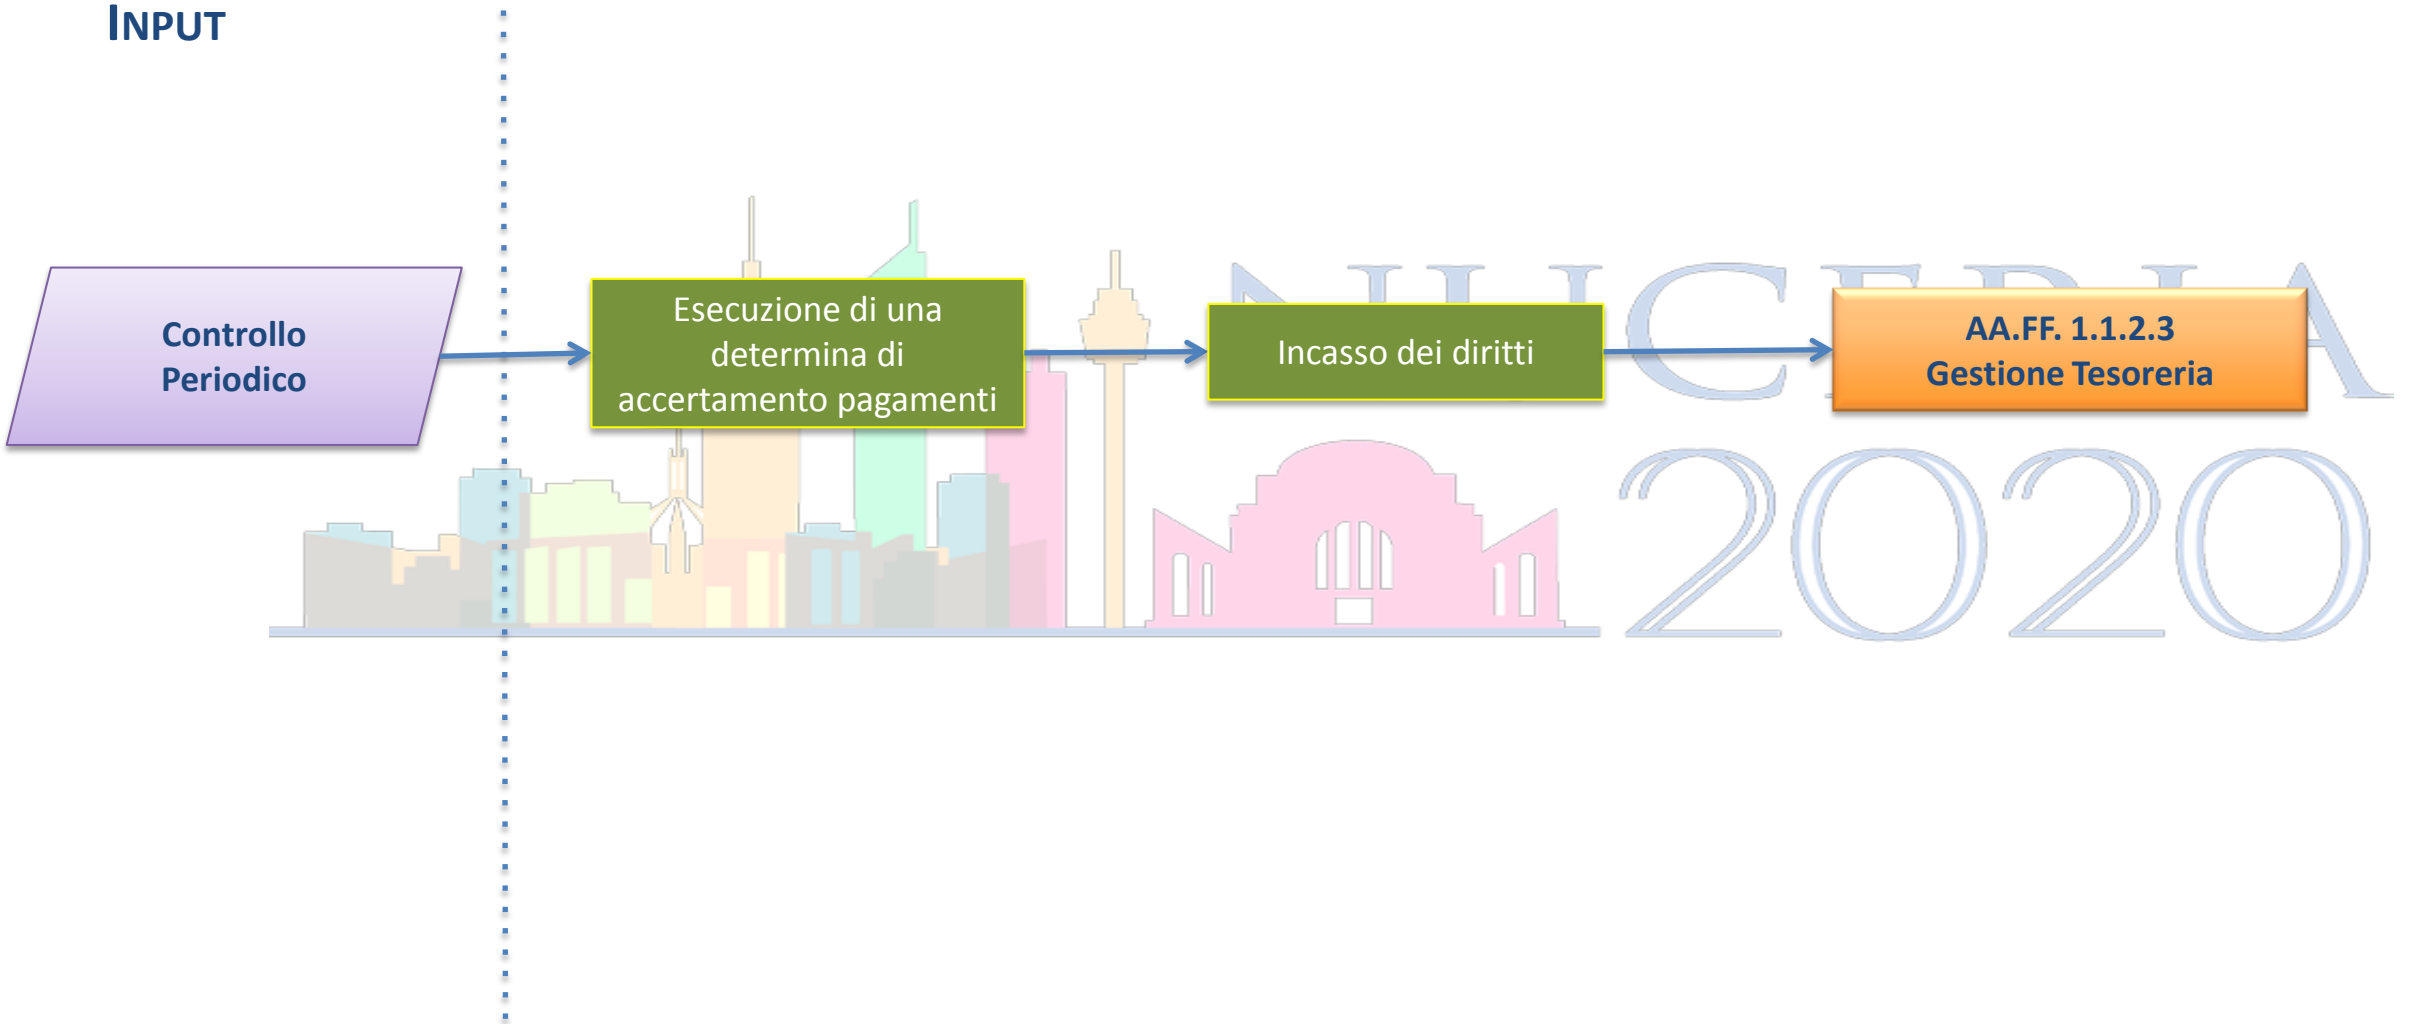 INPUT
Controllo
Periodico
Esecuzione di una
determina di
accertamento pagamenti
Incasso dei diritti
AA.FF. 1.1.2.3
Gestione Tesoreria
NUCERIA
2020